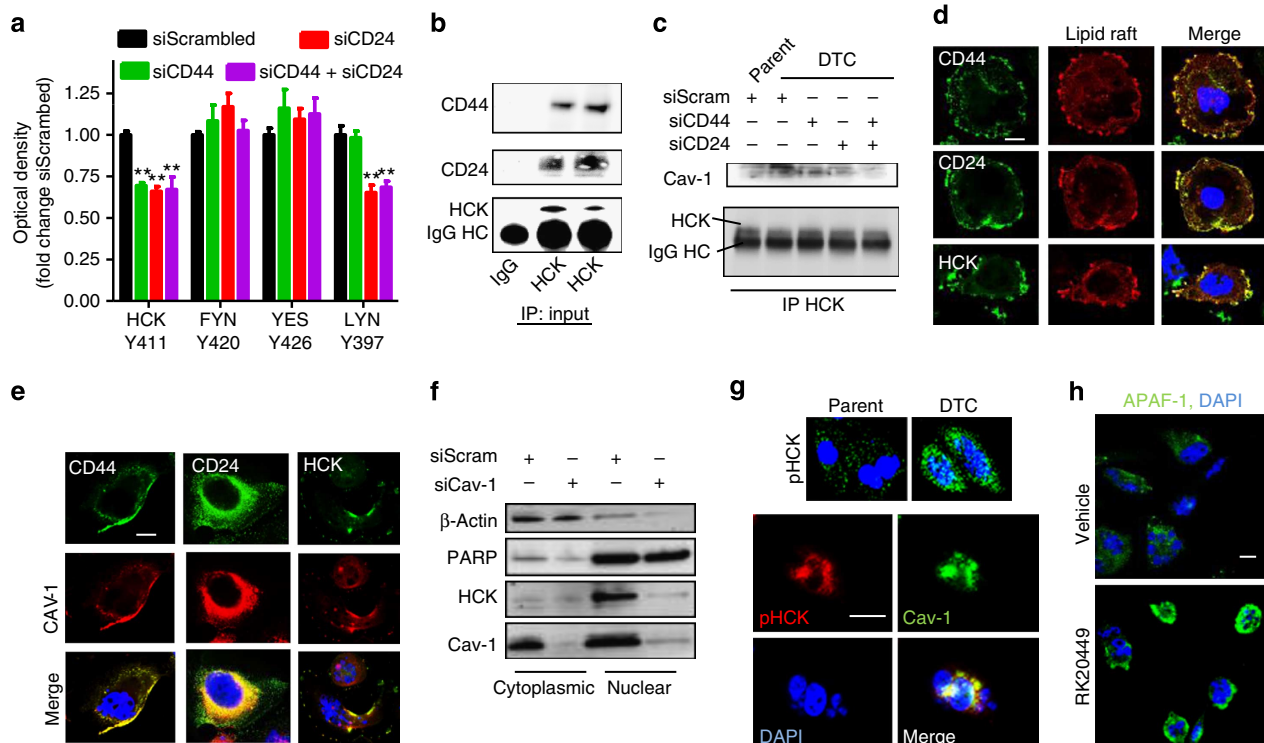 a
siScrambled
siCD24
siCD44
siCD44 + siCD24
Optical density
(fold change siScrambled)
1.25
1.00
0.75
0.50
0.25
0.00
** ** **
** **
HCK FYN YES LYN
Y411 Y420 Y426 Y397
b
CD44
CD24
HCK
IgG HC
IgG HCK HCK
IP: input
c
Parent DTC
siScram + + − − −
siCD44 − − + − +
siCD24 − − − + +
Cav-1
HCK
IgG HC
IP HCK
d
Lipid raft Merge
CD44
CD24
HCK
e
CD44 CD24 HCK
CAV-1
Merge
f
siScram + − + −
siCav-1 − + − +
β-Actin
PARP
HCK
Cav-1
Cytoplasmic Nuclear
g
Parent DTC
pHCK
pHCK Cav-1
DAPI Merge
h
APAF-1, DAPI
Vehicle
RK20449